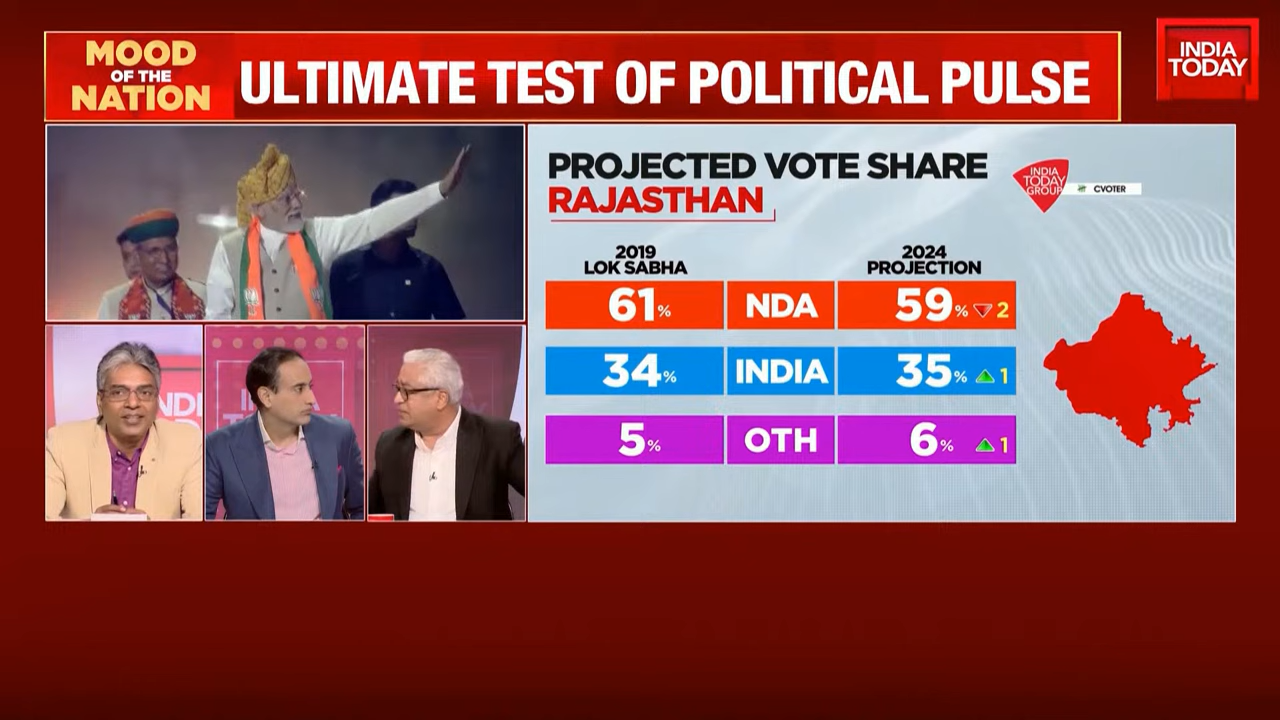 MOOD
OF THE
NATION
ULTIMATE TEST OF POLITICAL PULSE
INDIA
TODAY
PROJECTED VOTE SHARE
RAJASTHAN
INDIA
TODAY
GROUP
CVOTER
2019
LOK SABHA
2024
PROJECTION
61% NDA 59% 2
34% INDIA 35% 1
5% OTH 6% 1